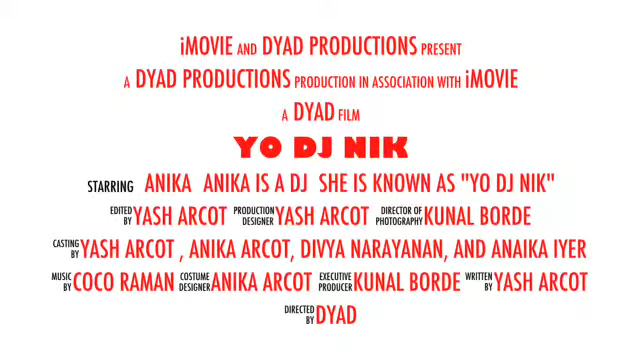 iMOVIE AND DYAD PRODUCTIONS PRESENT
A DYAD PRODUCTIONS PRODUCTION IN ASSOCIATION WITH iMOVIE
A DYAD FILM
YO DJ NIK
STARRING ANIKA ANIKA IS A DJ SHE IS KNOWN AS "YO DJ NIK"
EDITED BY YASH ARCOT PRODUCTION DESIGNER YASH ARCOT DIRECTOR OF PHOTOGRAPHY KUNAL BORDE
CASTING BY YASH ARCOT , ANIKA ARCOT, DIVYA NARAYANAN, AND ANAIKA IYER
MUSIC BY COCO RAMAN COSTUME DESIGNER ANIKA ARCOT EXECUTIVE PRODUCER KUNAL BORDE WRITTEN BY YASH ARCOT
DIRECTED BY DYAD